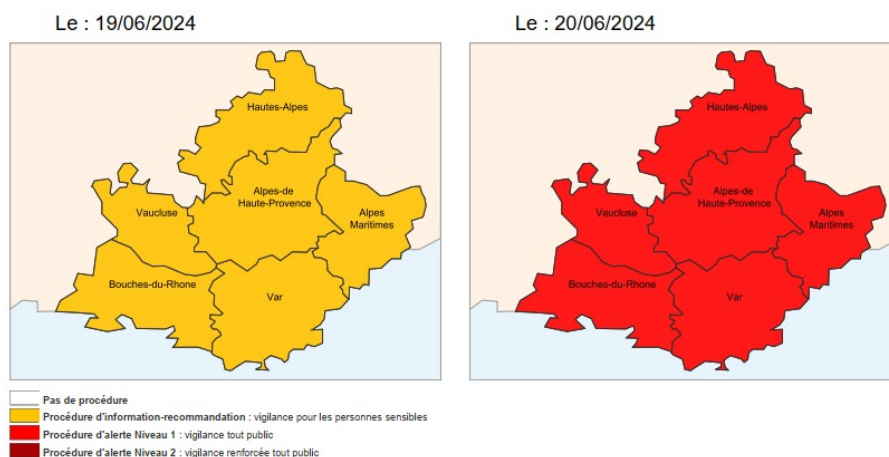 Le : 19/06/2024
Le : 20/06/2024
Hautes-Alpes
Alpes-de
Haute-Provence
Vaucluse
Alpes
Maritimes
Bouches-du-Rhone
Var
Hautes-Alpes
Alpes-de
Haute-Provence
Vaucluse
Alpes
Maritimes
Bouches-du-Rhone
Var
Pas de procédure
Procédure d'information-recommandation : vigilance pour les personnes sensibles
Procédure d'alerte Niveau 1 : vigilance tout public
Procédure d'alerte Niveau 2 : vigilance renforcée tout public